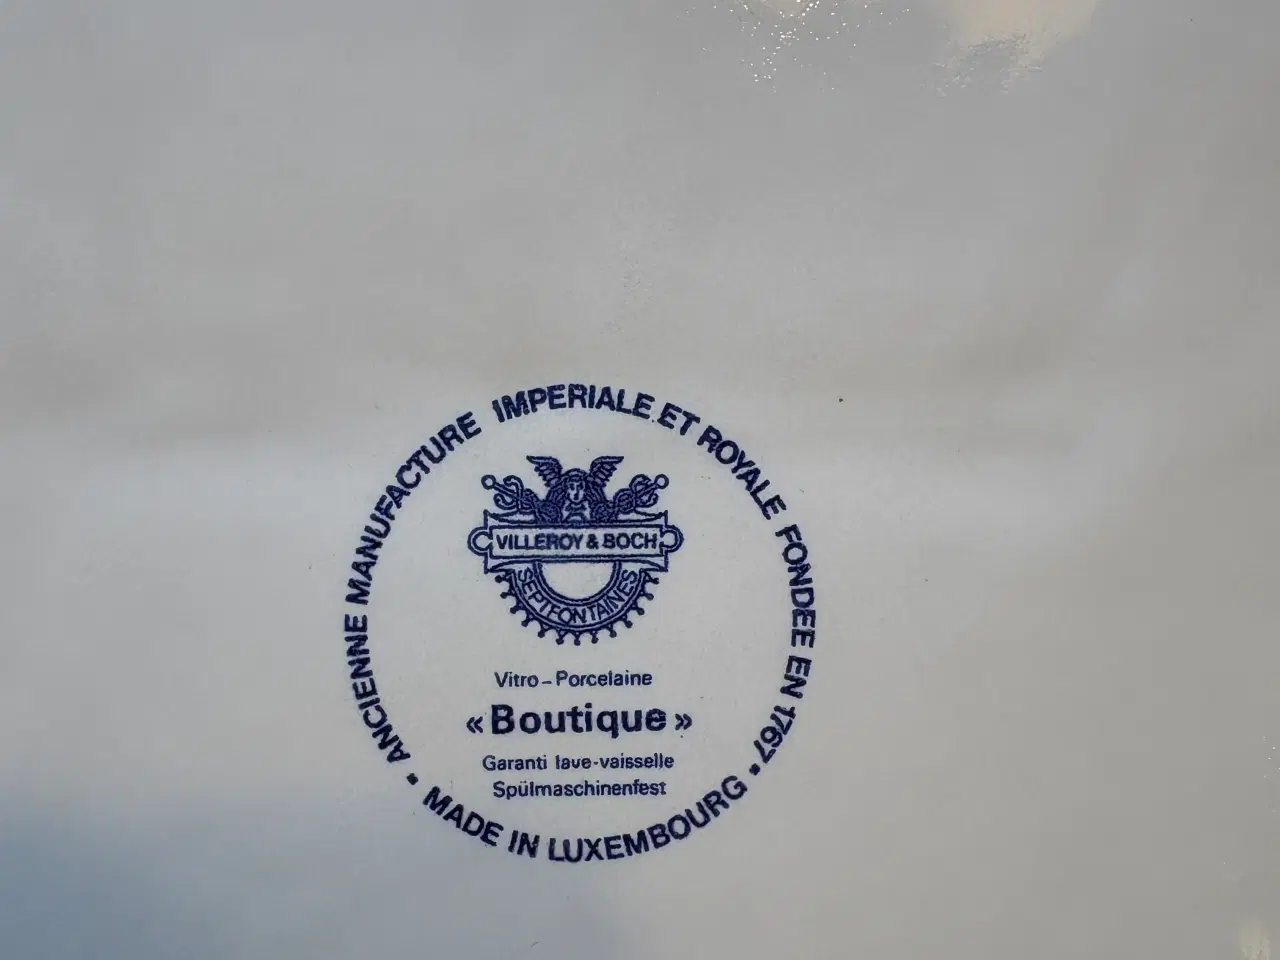 ANCIENNE MANUFACTURE IMPERIALE ET ROYALE FONDEE EN 1767 •
VILLEROY & BOCH
SEPTFONTAINES
Vitro-Porcelaine
«Boutique»
Garanti lave-vaisselle
Spülmaschinenfest
MADE IN LUXEMBOURG •